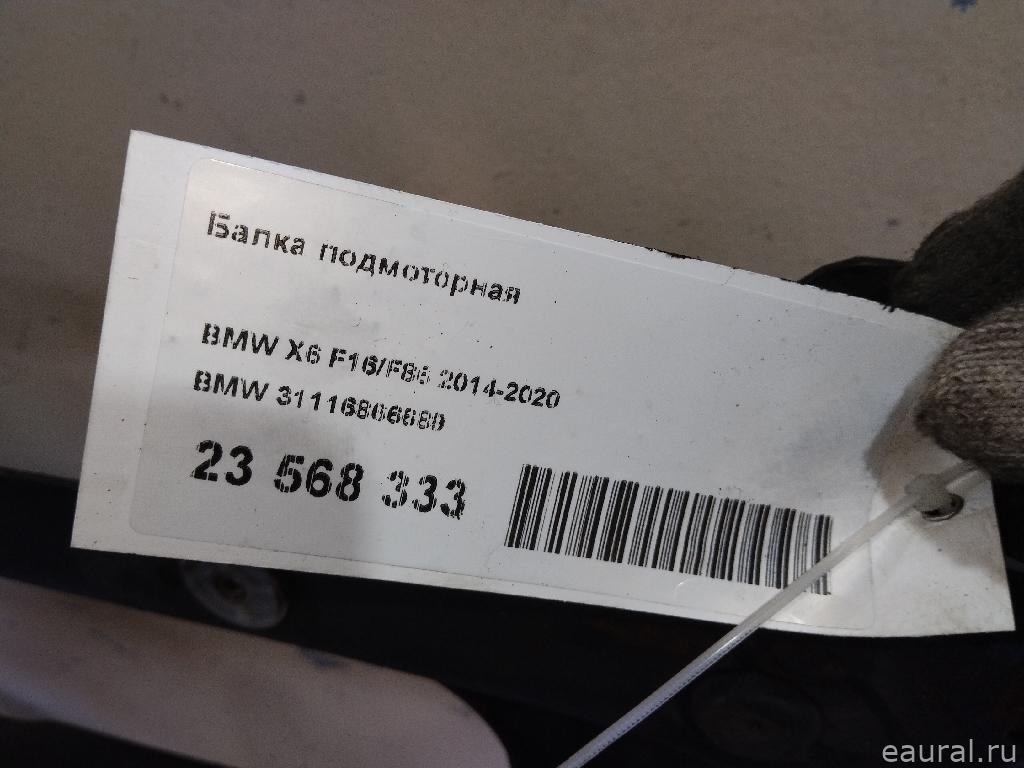 Балка подмоторная
BMW X6 F16/F86 2014-2020
BMW 31116866680
23 568 333
eaural.ru